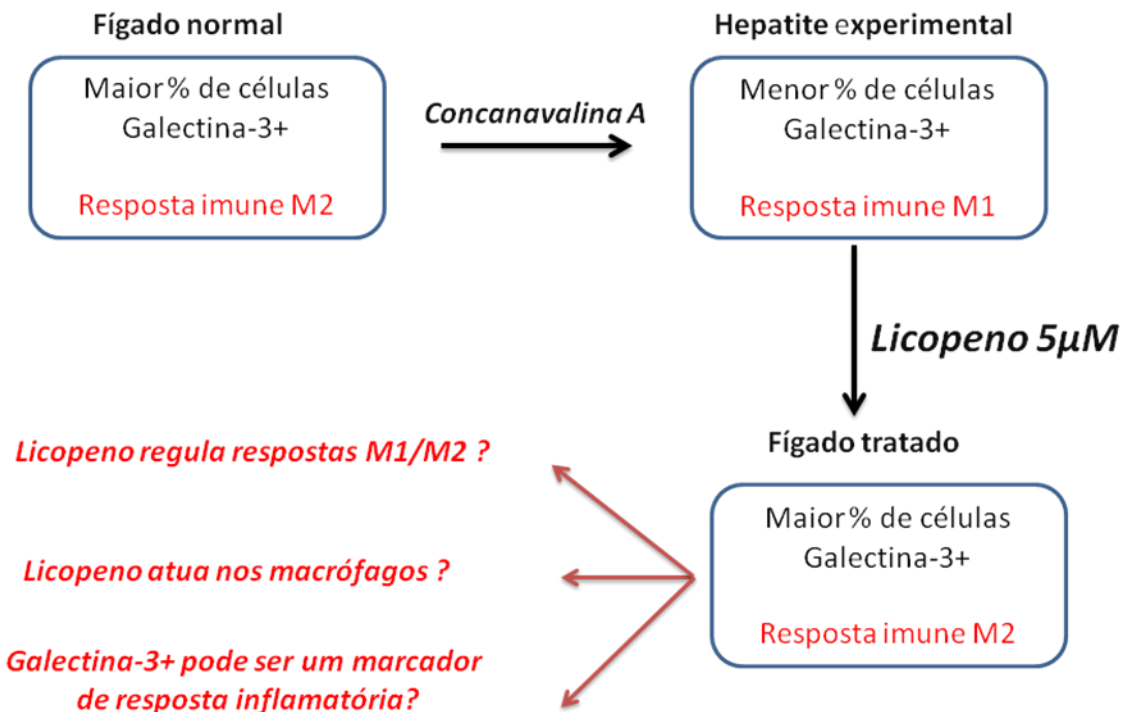 Fígado normal
Maior % de células
Galectina-3+
Resposta imune M2
Concanavalina A
Hepatite experimental
Menor % de células
Galectina-3+
Resposta imune M1
Licopeno 5µM
Fígado tratado
Maior % de células
Galectina-3+
Resposta imune M2
Licopeno regula respostas M1/M2 ?
Licopeno atua nos macrófagos ?
Galectina-3+ pode ser um marcador
de resposta inflamatória?